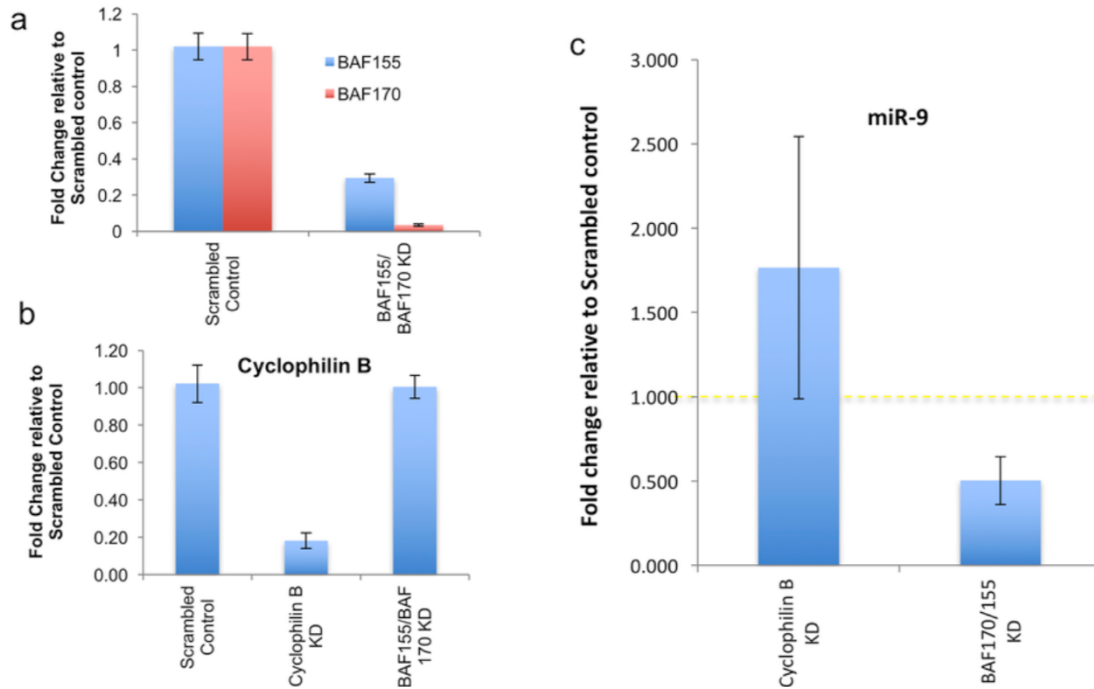 a
Fold Change relative to
Scrambled control
1.2
1
0.8
0.6
0.4
0.2
0
BAF155
BAF170
Scrambled
Control
BAF155/
BAF170 KD
b
Fold Change relative to
Scrambled Control
Cyclophilin B
1.20
1.00
0.80
0.60
0.40
0.20
0.00
Scrambled
Control
Cyclophilin B
KD
BAF155/BAF
170 KD
c
Fold change relative to Scrambled control
miR-9
3.000
2.500
2.000
1.500
1.000
0.500
0.000
Cyclophilin B
KD
BAF170/155
KD